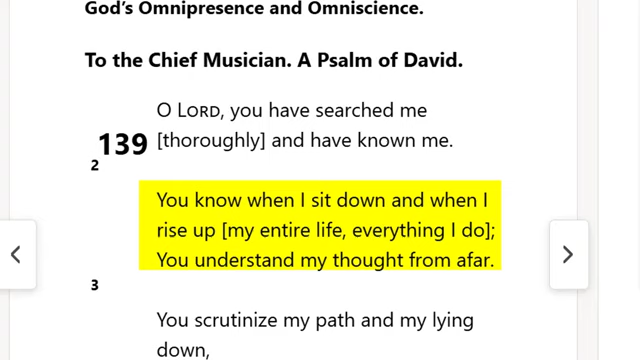 God’s Omnipresence and Omniscience.
To the Chief Musician. A Psalm of David.
O LORD, you have searched me
139 [thoroughly] and have known me.
2
You know when I sit down and when I
rise up [my entire life, everything I do];
You understand my thought from afar.
3
You scrutinize my path and my lying
down,